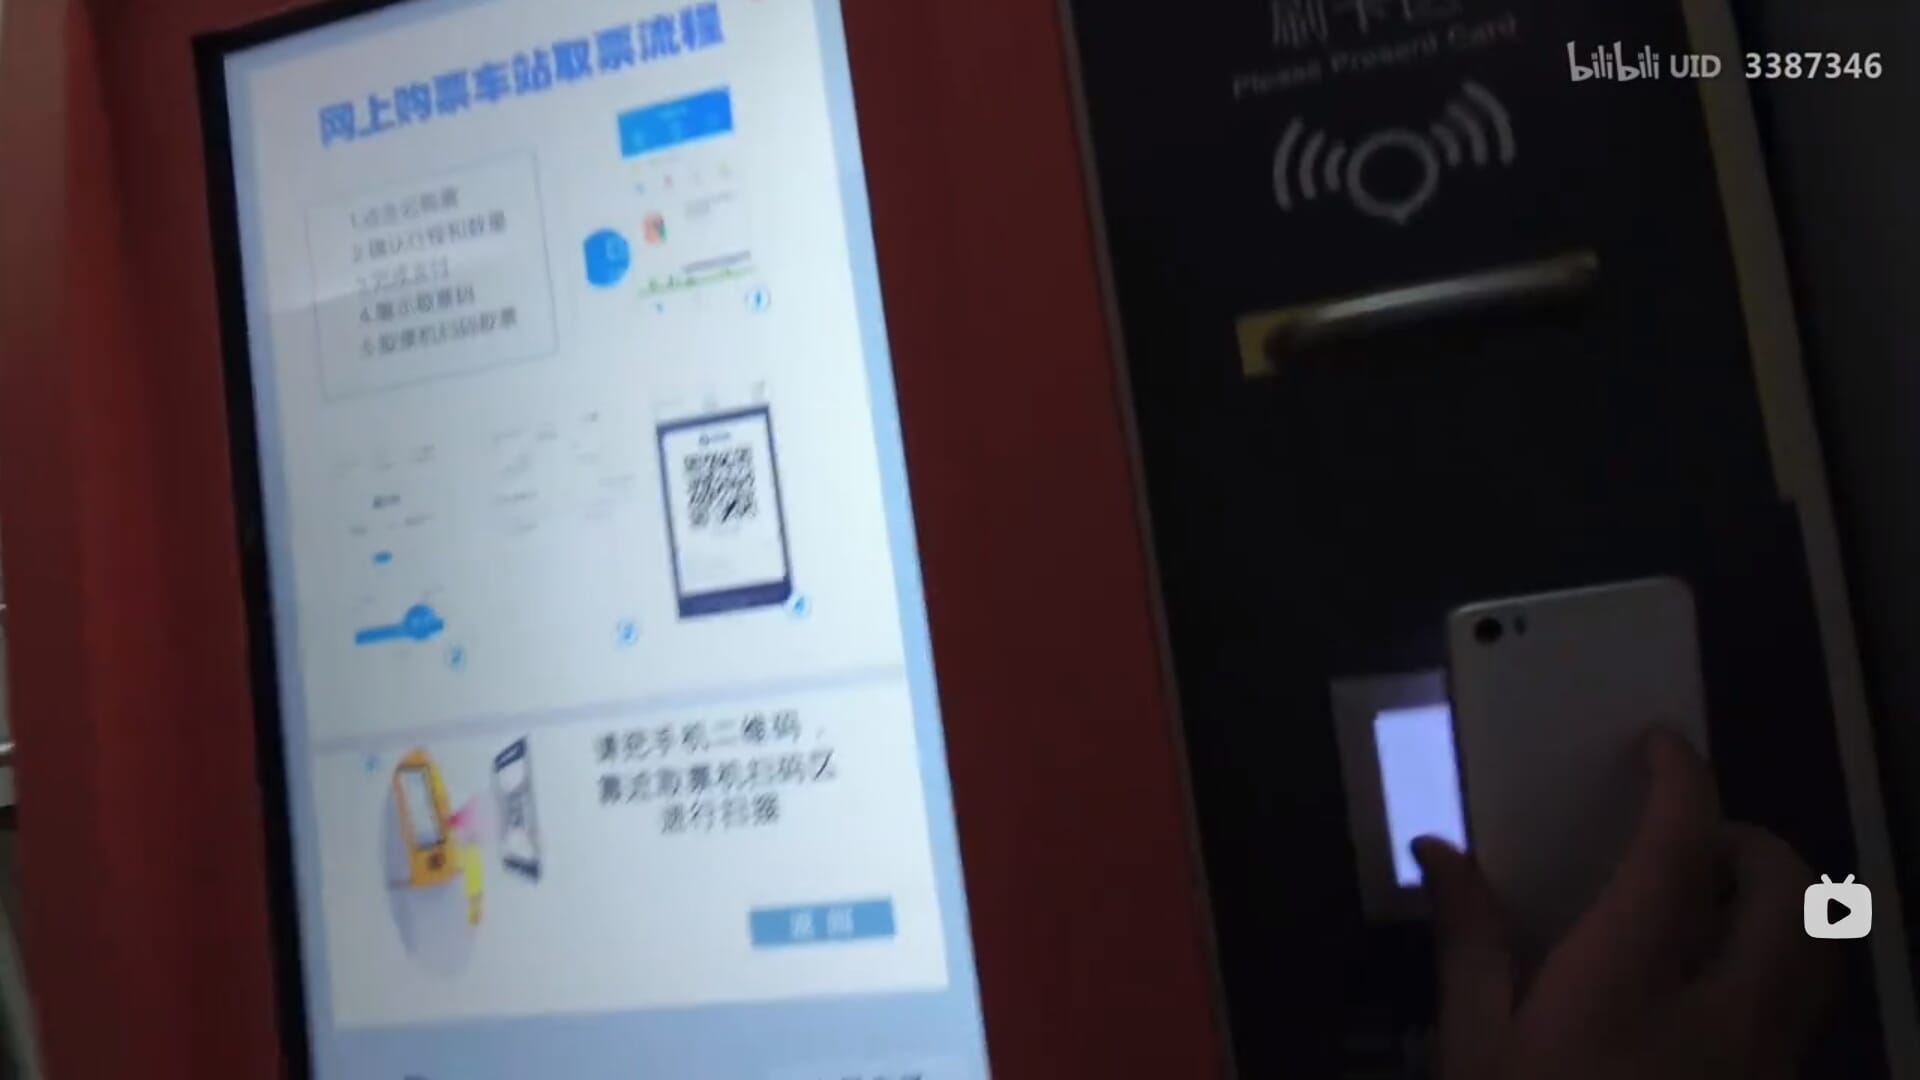 网上购票车站取票流程
刷卡区
Please Present Card
bilibili UID 3387346
1.点击去购票
2.确认行程和数量
3.完成支付
4.展示取票码
5.取票机扫码取票
请把手机二维码，
靠近取票机扫码区
进行扫描
返 回